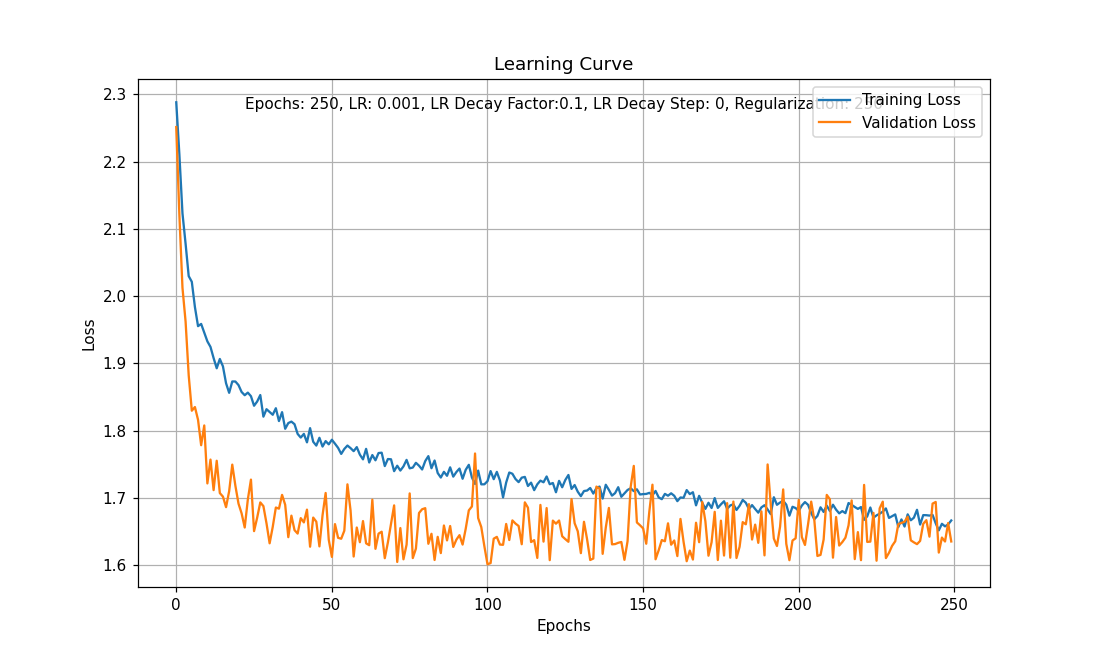 Learning Curve
2.3
Epochs: 250, LR: 0.001, LR Decay Factor:0.1, LR Decay Step: 0, Regularization: 250
Training Loss
Validation Loss
2.2
2.1
2.0
1.9
1.8
1.7
1.6
Loss
0 50 100 150 200 250
Epochs